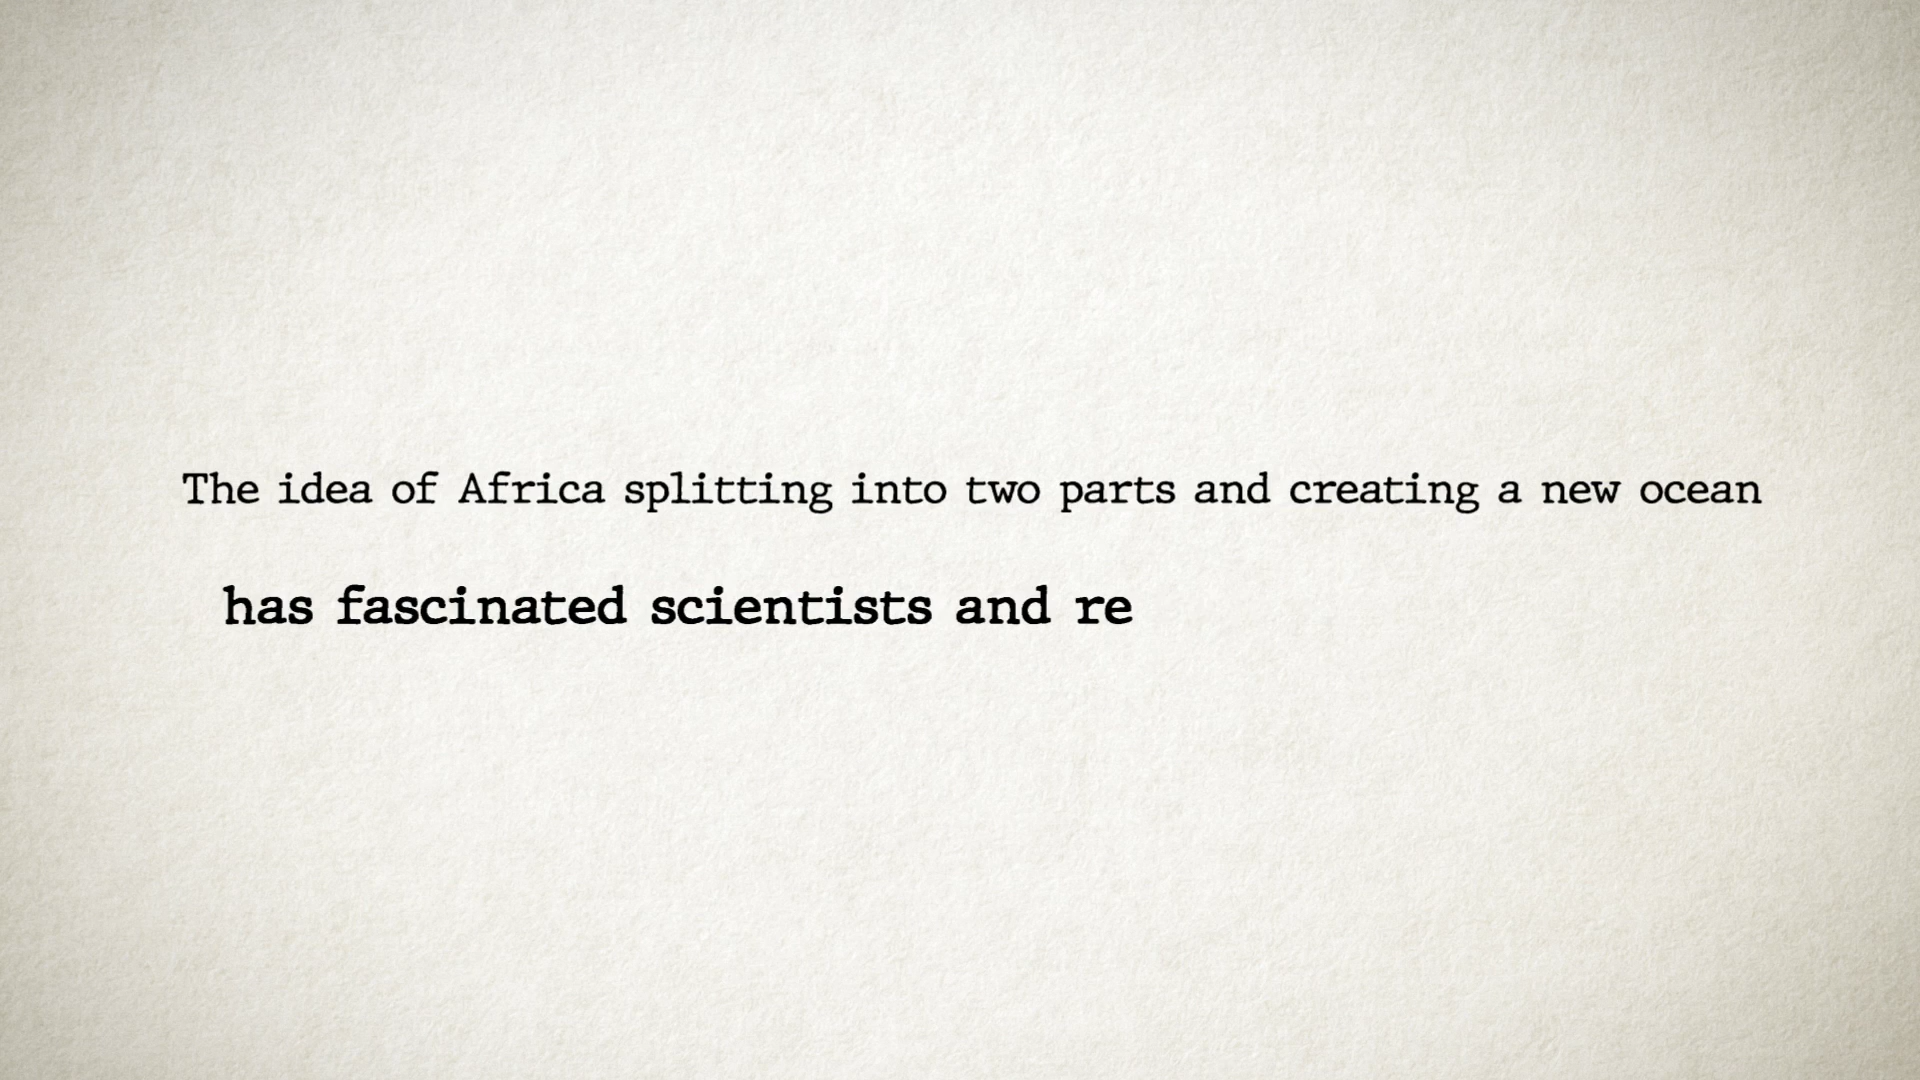 The idea of Africa splitting into two parts and creating a new ocean
has fascinated scientists and re